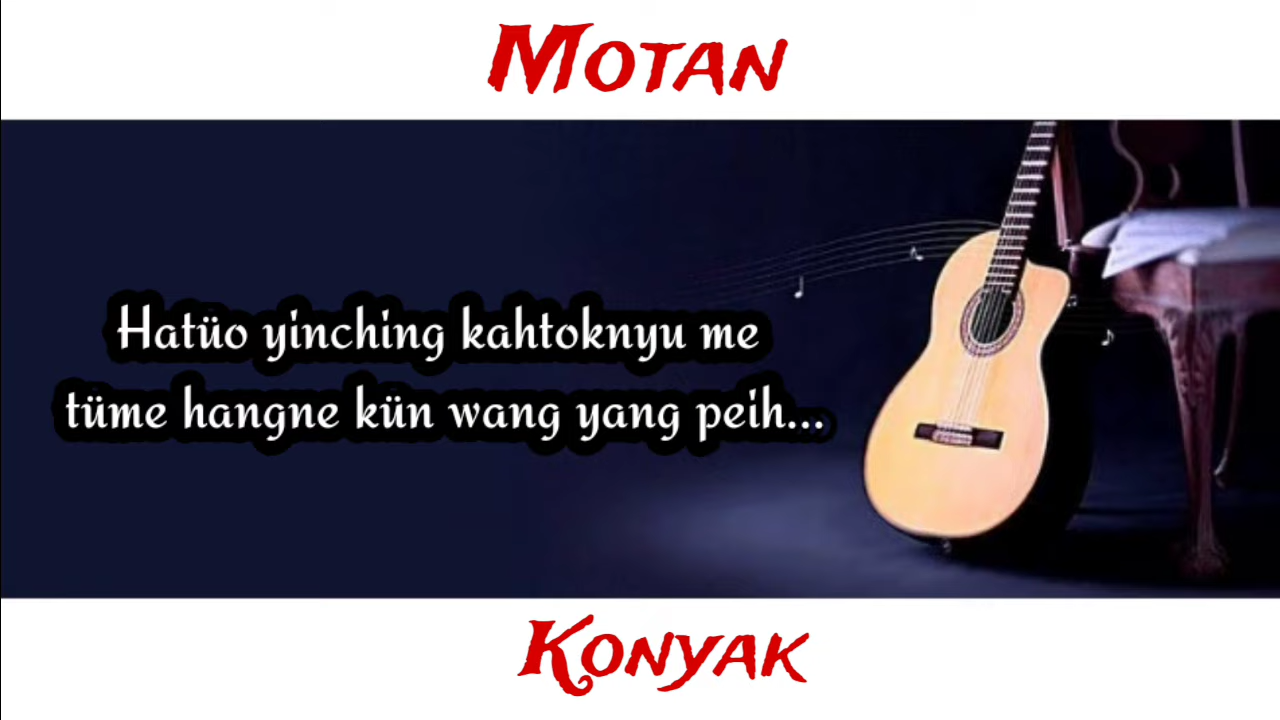 Motan
Hatüo yinching kahtoknyu me
tüme hangne kün wang yang peih...
Konyak